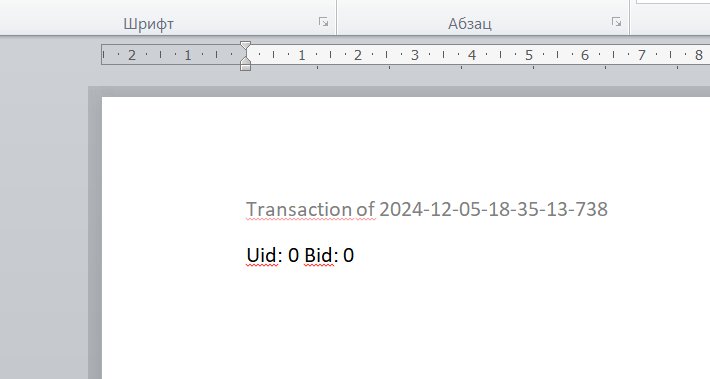 Шрифт Абзац
2 1 1 2 3 4 5 6 7 8
Transaction of 2024-12-05-18-35-13-738
Uid: 0 Bid: 0